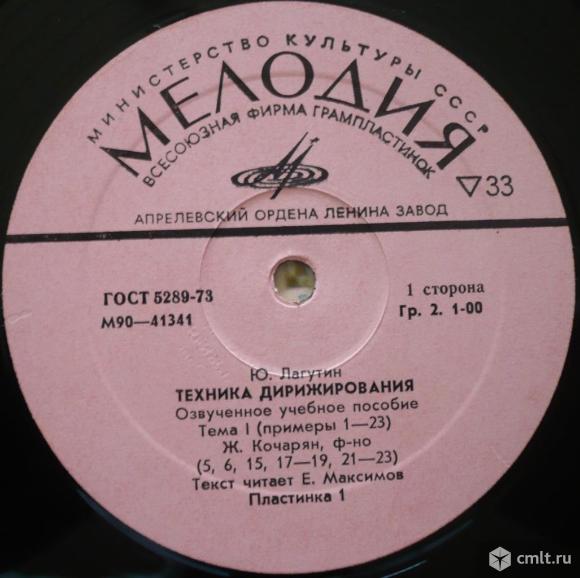 МИНИСТЕРСТВО КУЛЬТУРЫ СССР
МЕЛОДИЯ
ВСЕСОЮЗНАЯ ФИРМА ГРАМПЛАСТИНОК
33
АПРЕЛЕВСКИЙ ОРДЕНА ЛЕНИНА ЗАВОД
ГОСТ 5289-73
М90—41341
1 сторона
Гр. 2. 1-00
Ю. Лагутин
ТЕХНИКА ДИРИЖИРОВАНИЯ
Озвученное учебное пособие
Тема I (примеры 1—23)
Ж. Кочарян, ф-но
(5, 6, 15, 17—19, 21—23)
Текст читает Е. Максимов
Пластинка 1
cmlt.ru